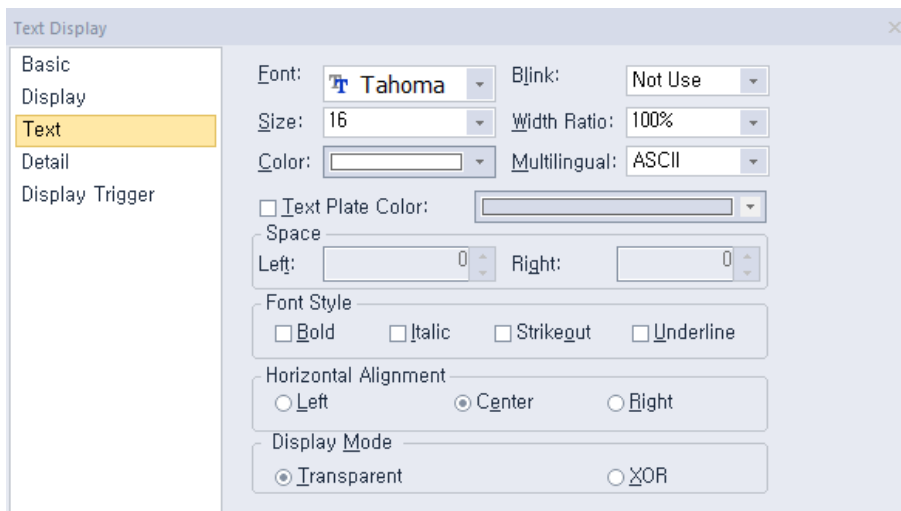 Text Display
Basic
Display
Text
Detail
Display Trigger
Font: Tahoma Blink: Not Use
Size: 16 Width Ratio: 100%
Color: Multilingual: ASCII
Text Plate Color:
Space
Left: 0 Right: 0
Font Style
Bold Italic Strikeout Underline
Horizontal Alignment
Left Center Right
Display Mode
Transparent XOR